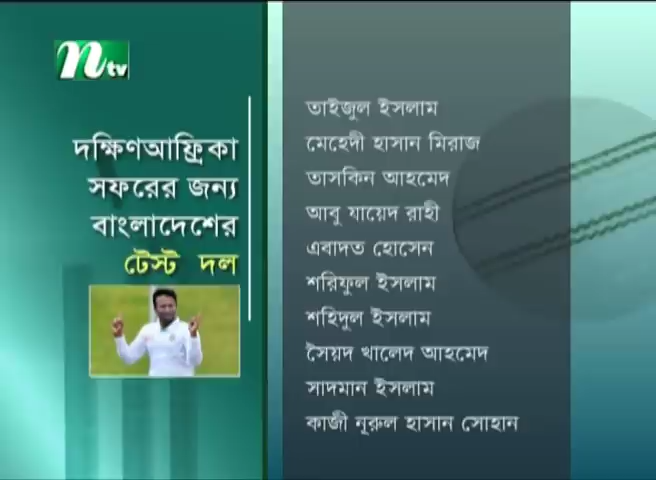 ntv
দক্ষিণআফ্রিকা
সফরের জন্য
বাংলাদেশের
টেস্ট দল
তাইজুল ইসলাম
মেহেদী হাসান মিরাজ
তাসকিন আহমেদ
আবু যায়েদ রাহী
এবাদত হোসেন
শরিফুল ইসলাম
শহিদুল ইসলাম
সৈয়দ খালেদ আহমেদ
সাদমান ইসলাম
কাজী নূরুল হাসান সোহান